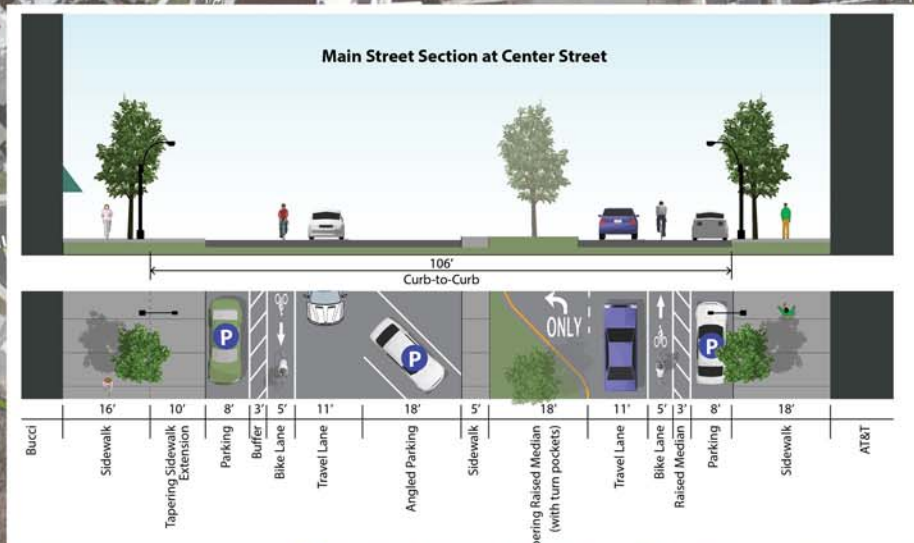 Main Street Section at Center Street
106'
Curb-to-Curb
P
P
ONLY
P
16'
10'
8'
3'
5'
11'
18'
5'
18'
11'
5'
3'
8'
18'
Bucci
Sidewalk
Tapering Sidewalk
Extension
Parking
Buffer
Bike Lane
Travel Lane
Angled Parking
Sidewalk
Raised Median
(with turn pockets)
Travel Lane
Bike Lane
Raised Median
Parking
Sidewalk
AT&T